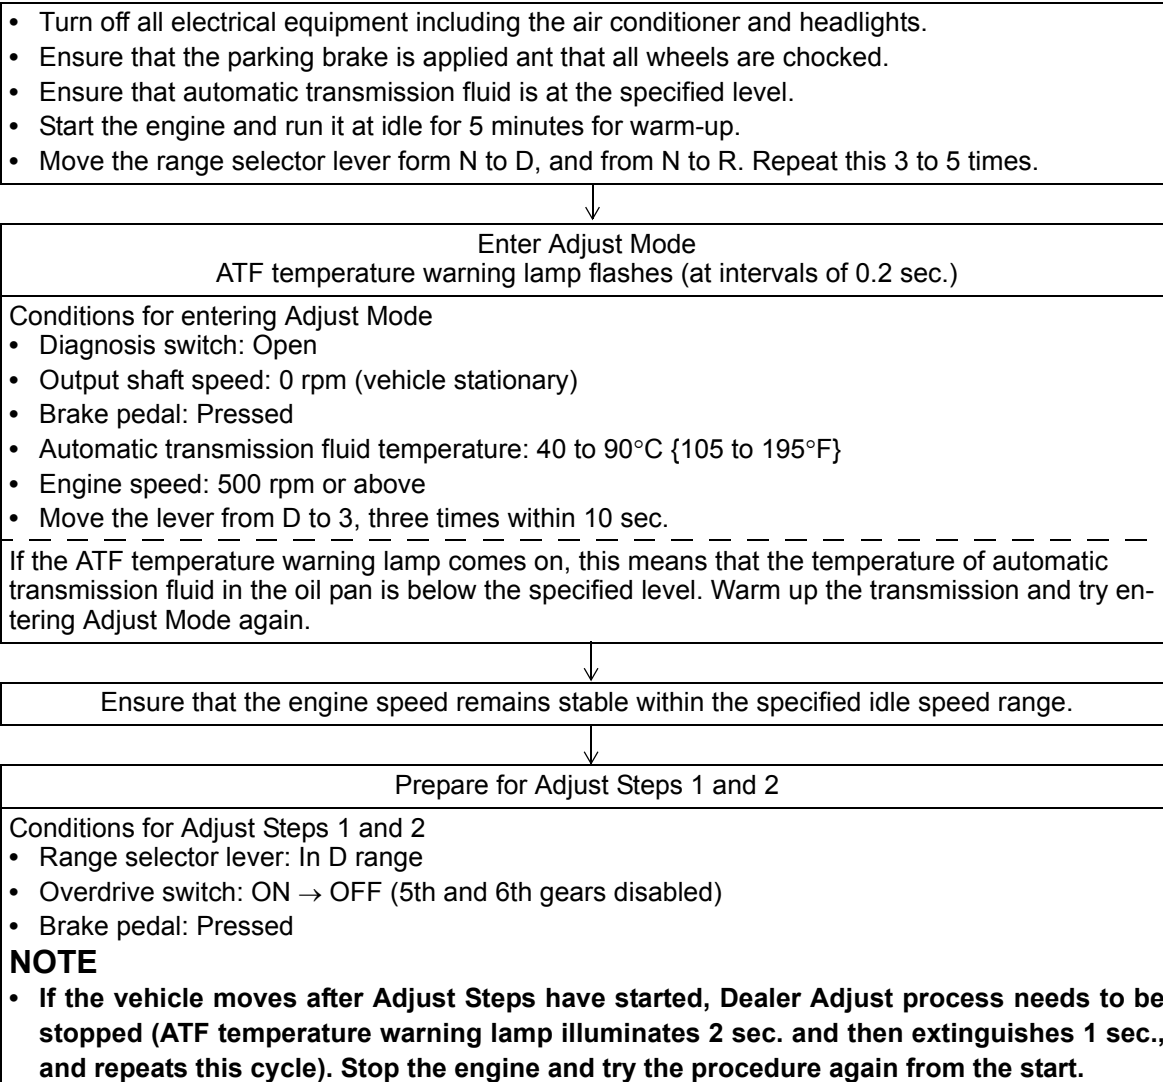 • Turn off all electrical equipment including the air conditioner and headlights.
• Ensure that the parking brake is applied ant that all wheels are chocked.
• Ensure that automatic transmission fluid is at the specified level.
• Start the engine and run it at idle for 5 minutes for warm-up.
• Move the range selector lever form N to D, and from N to R. Repeat this 3 to 5 times.
Enter Adjust Mode
ATF temperature warning lamp flashes (at intervals of 0.2 sec.)
Conditions for entering Adjust Mode
• Diagnosis switch: Open
• Output shaft speed: 0 rpm (vehicle stationary)
• Brake pedal: Pressed
• Automatic transmission fluid temperature: 40 to 90°C {105 to 195°F}
• Engine speed: 500 rpm or above
• Move the lever from D to 3, three times within 10 sec.
If the ATF temperature warning lamp comes on, this means that the temperature of automatic
transmission fluid in the oil pan is below the specified level. Warm up the transmission and try en-
tering Adjust Mode again.
Ensure that the engine speed remains stable within the specified idle speed range.
Prepare for Adjust Steps 1 and 2
Conditions for Adjust Steps 1 and 2
• Range selector lever: In D range
• Overdrive switch: ON → OFF (5th and 6th gears disabled)
• Brake pedal: Pressed
NOTE
• If the vehicle moves after Adjust Steps have started, Dealer Adjust process needs to be
stopped (ATF temperature warning lamp illuminates 2 sec. and then extinguishes 1 sec.,
and repeats this cycle). Stop the engine and try the procedure again from the start.